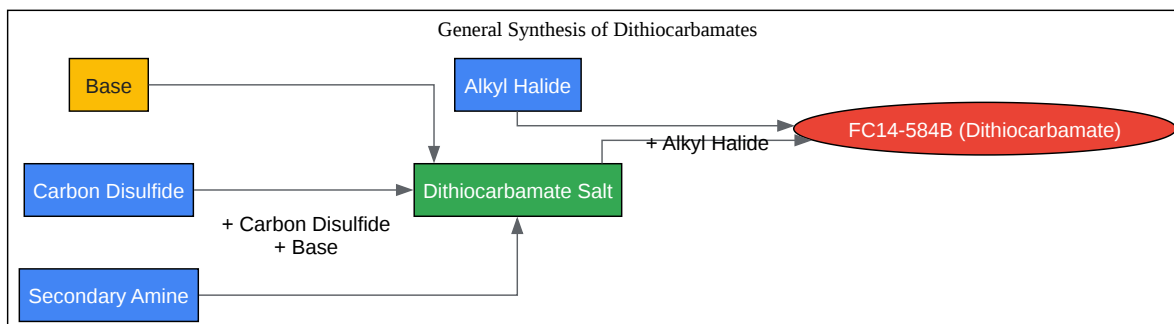 General Synthesis of Dithiocarbamates
Base
Alkyl Halide
FC14-584B (Dithiocarbamate)
+ Alkyl Halide
Carbon Disulfide
Dithiocarbamate Salt
+ Carbon Disulfide
+ Base
Secondary Amine